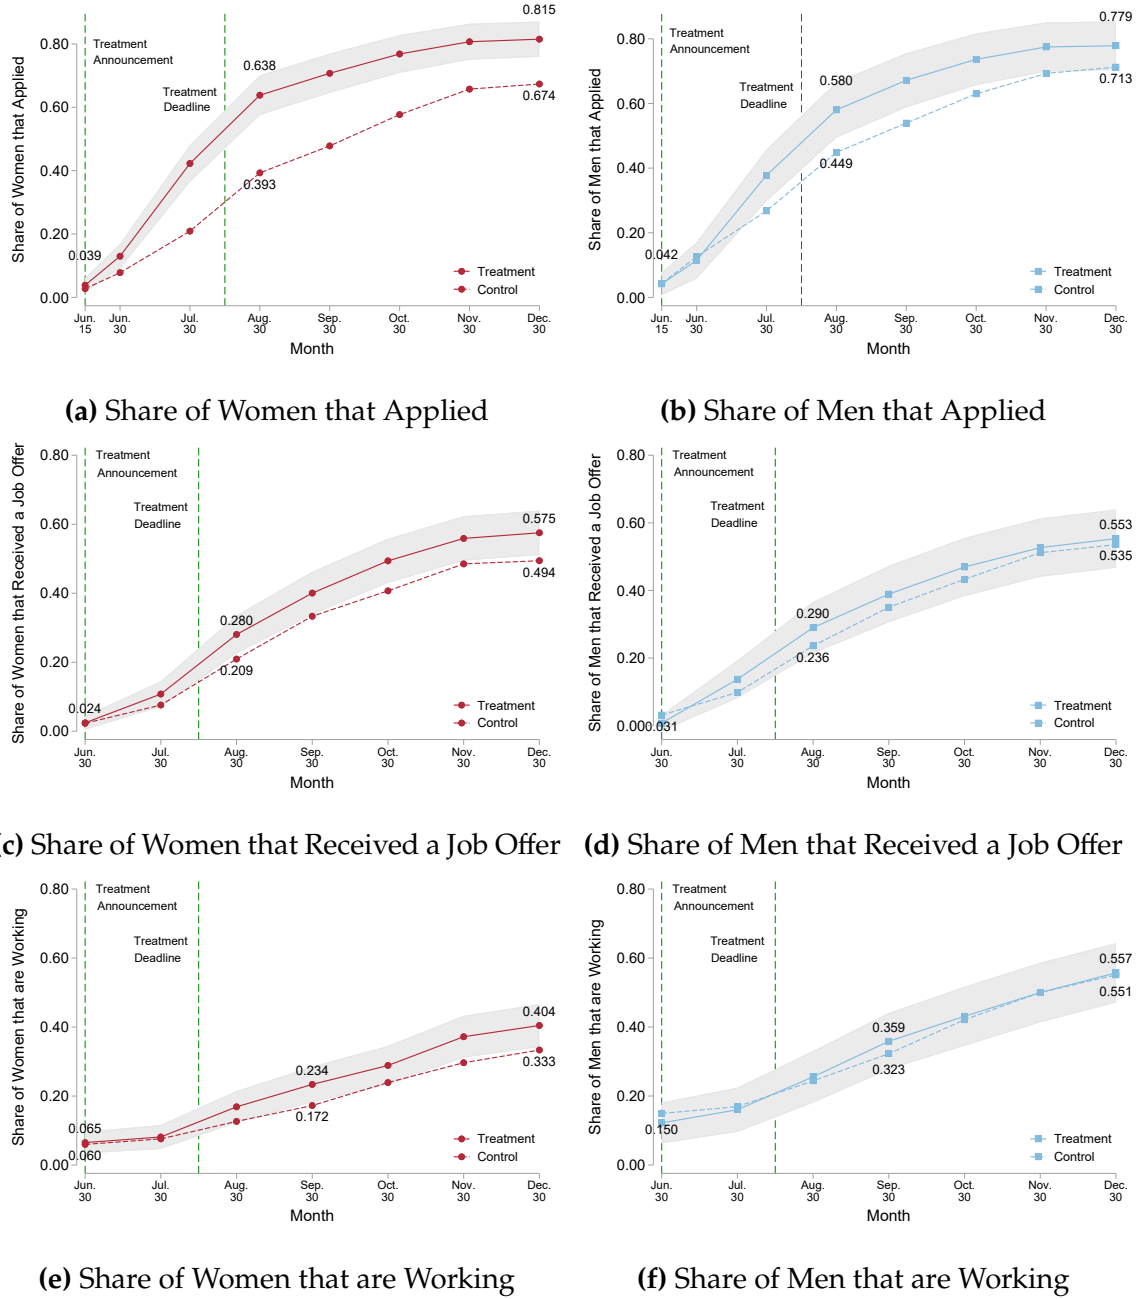 0.815
0.80
Treatment
Announcement
0.638
Treatment
Deadline
0.674
0.60
0.40
0.393
0.20
0.039
0.00
Treatment
Control
Share of Women that Applied
Jun. 15
Jun. 30
Jul. 30
Aug. 30
Sep. 30
Oct. 30
Nov. 30
Dec. 30
Month
(a) Share of Women that Applied
0.779
0.80
Treatment
Announcement
0.580
Treatment
Deadline
0.713
0.60
0.449
0.40
0.20
0.042
0.00
Treatment
Control
Share of Men that Applied
Jun. 15
Jun. 30
Jul. 30
Aug. 30
Sep. 30
Oct. 30
Nov. 30
Dec. 30
Month
(b) Share of Men that Applied
0.80
Treatment
Announcement
Treatment
Deadline
0.575
0.60
0.494
0.40
0.280
0.209
0.20
0.024
0.00
Treatment
Control
Share of Women that Received a Job Offer
Jun. 30
Jul. 30
Aug. 30
Sep. 30
Oct. 30
Nov. 30
Dec. 30
Month
c) Share of Women that Received a Job Offer
0.80
Treatment
Announcement
Treatment
Deadline
0.553
0.60
0.535
0.40
0.290
0.236
0.20
0.00
0.031
Treatment
Control
Share of Men that Received a Job Offer
Jun. 30
Jul. 30
Aug. 30
Sep. 30
Oct. 30
Nov. 30
Dec. 30
Month
(d) Share of Men that Received a Job Offer
0.80
Treatment
Announcement
Treatment
Deadline
0.60
0.404
0.40
0.333
0.234
0.172
0.20
0.065
0.060
0.00
Treatment
Control
Share of Women that are Working
Jun. 30
Jul. 30
Aug. 30
Sep. 30
Oct. 30
Nov. 30
Dec. 30
Month
(e) Share of Women that are Working
0.80
Treatment
Announcement
Treatment
Deadline
0.557
0.60
0.551
0.359
0.40
0.323
0.20
0.150
0.00
Treatment
Control
Share of Men that are Working
Jun. 30
Jul. 30
Aug. 30
Sep. 30
Oct. 30
Nov. 30
Dec. 30
Month
(f) Share of Men that are Working